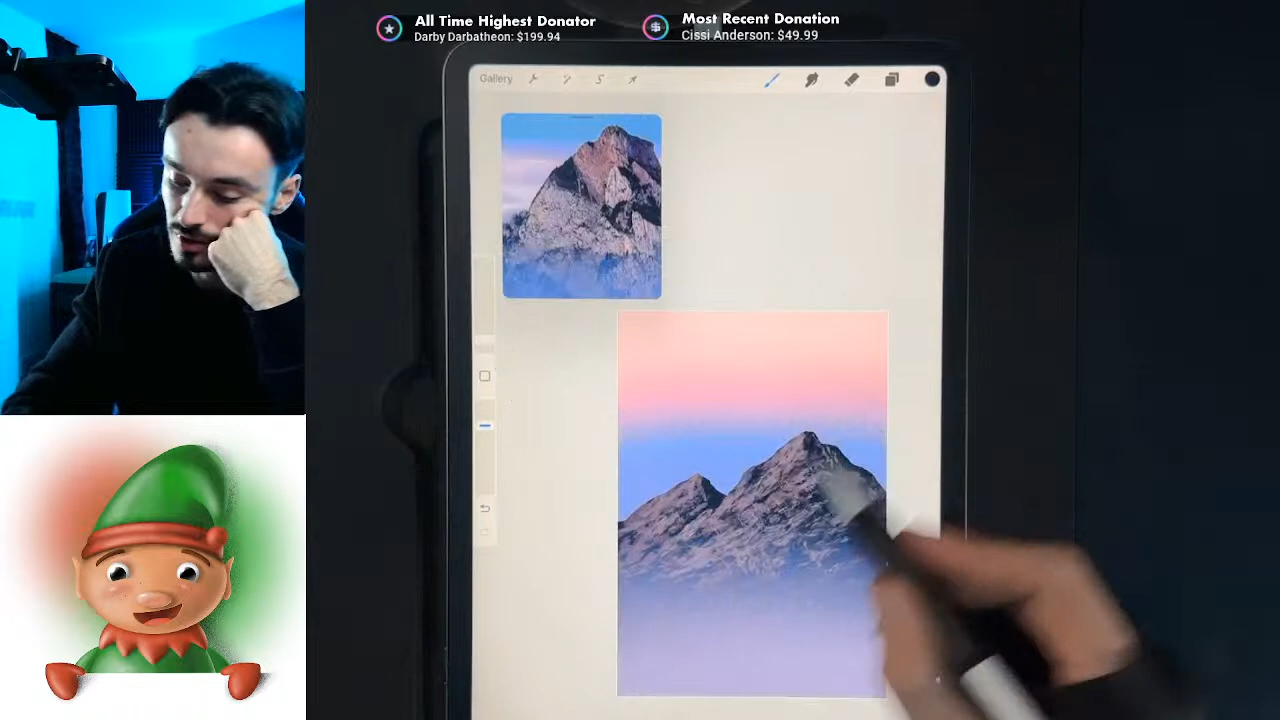 All Time Highest Donator
Darby Darbatheon: $199.94
Most Recent Donation
Cissi Anderson: $49.99
Gallery